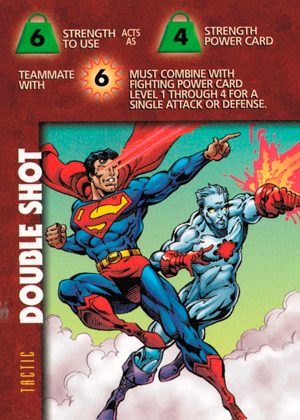 6 STRENGTH TO USE ACTS AS 4 STRENGTH POWER CARD
TEAMMATE WITH 6 MUST COMBINE WITH
FIGHTING POWER CARD
LEVEL 1 THROUGH 4 FOR A
SINGLE ATTACK OR DEFENSE.
DOUBLE SHOT
TACTIC
S